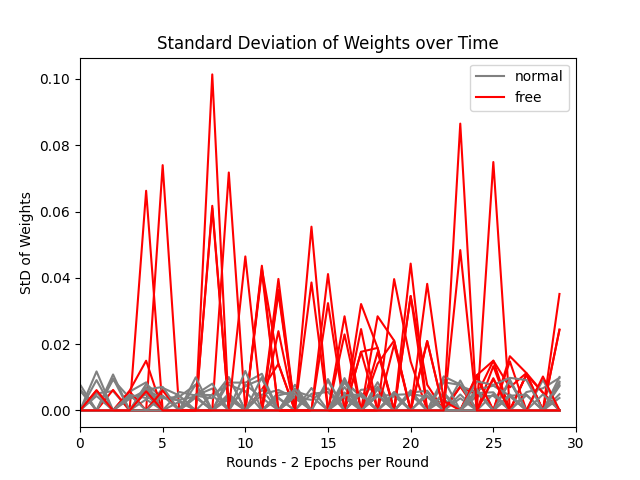 Standard Deviation of Weights over Time
normal
free
StD of Weights
0.10
0.08
0.06
0.04
0.02
0.00
0 5 10 15 20 25 30
Rounds - 2 Epochs per Round